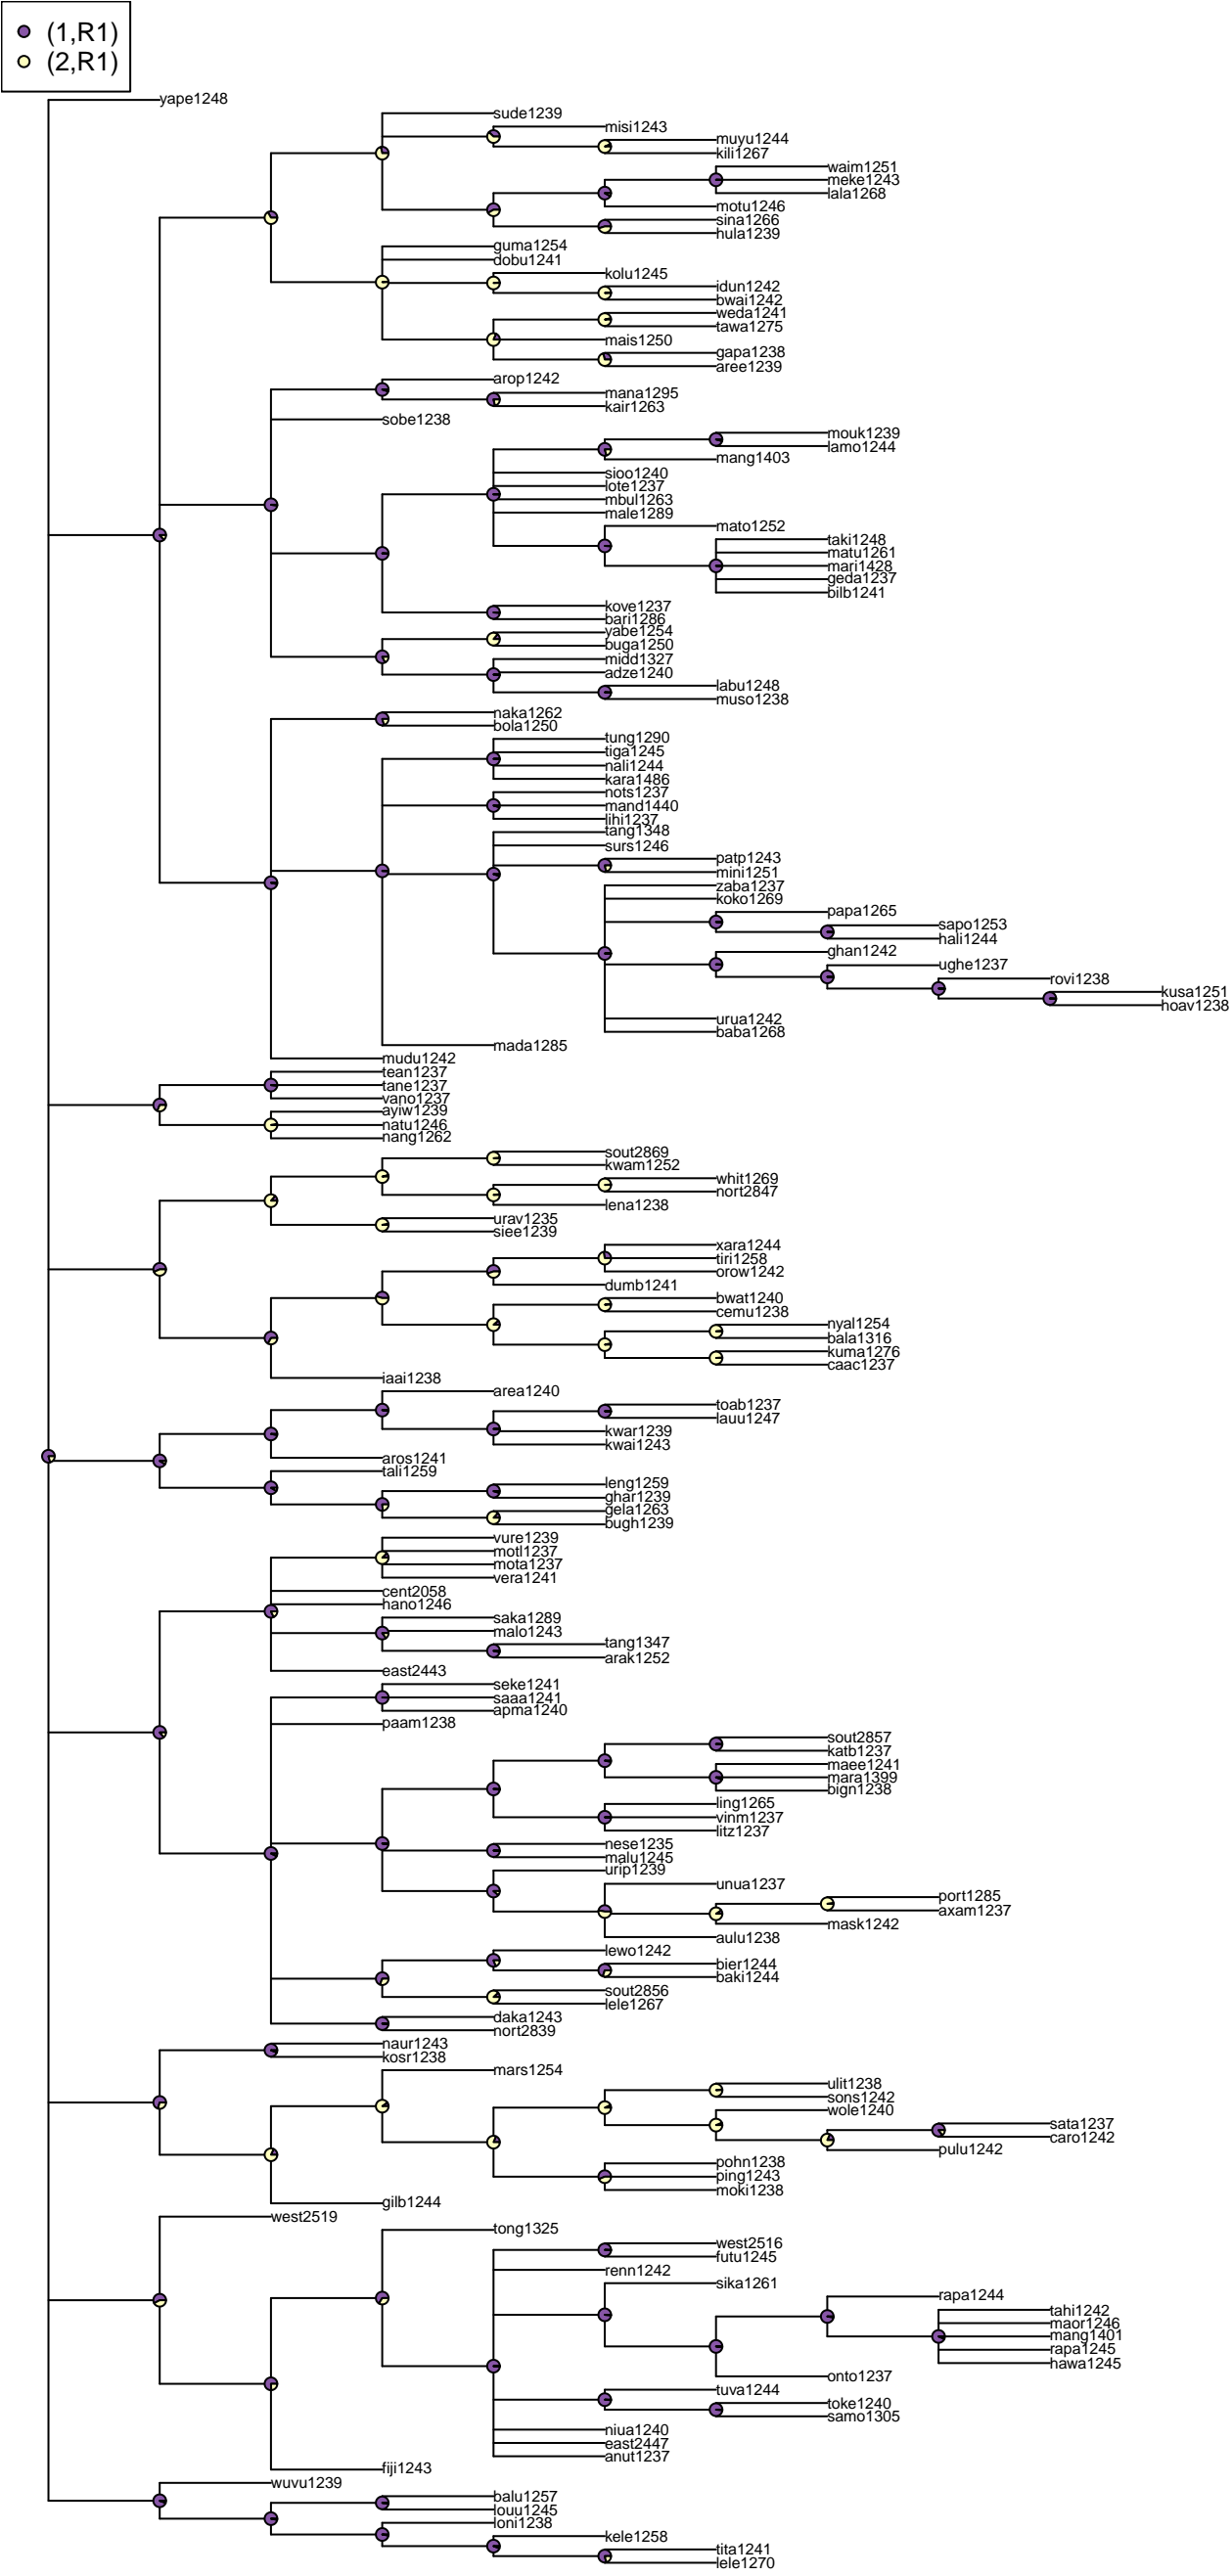 (1,R1)
(2,R1)
yape1248
sude1239
misi1243
muyu1244
kili1267
waim1251
meke1243
lala1268
motu1246
sina1266
hula1239
guma1254
dobu1241
kolu1245
idun1242
bwai1242
weda1241
tawa1275
mais1250
gapa1238
aree1239
arop1242
mana1295
kair1263
sobe1238
mouk1239
lamo1244
mang1403
sioo1240
lote1237
mbul1263
male1289
mato1252
taki1248
matu1261
mari1428
geda1237
bilb1241
kove1237
bari1286
yabe1254
buga1250
midd1327
adze1240
labu1248
muso1238
naka1262
bola1250
tung1290
tiga1245
nali1244
kara1486
nots1237
mand1440
lihi1237
tang1348
surs1246
patp1243
mini1251
zaba1237
koko1269
papa1265
sapo1253
hali1244
ghan1242
ughe1237
rovi1238
kusa1251
hoav1238
urua1242
baba1268
mada1285
mudu1242
tean1237
tane1237
vano1237
ayiw1239
natu1246
nang1262
sout2869
kwam1252
whit1269
nort2847
lena1238
urav1235
siee1239
xara1244
tiri1258
orow1242
dumb1241
bwat1240
cemu1238
nyal1254
bala1316
kuma1276
caac1237
iaai1238
area1240
toab1237
lauu1247
kwar1239
kwai1243
aros1241
tali1259
leng1259
ghar1239
gela1263
bugh1239
vure1239
motl1237
mota1237
vera1241
cent2058
hano1246
saka1289
malo1243
tang1347
arak1252
east2443
seke1241
saaa1241
apma1240
paam1238
sout2857
katb1237
maee1241
mara1399
bign1238
ling1265
vinm1237
litz1237
nese1235
malu1245
urip1239
unua1237
port1285
axam1237
mask1242
aulu1238
lewo1242
bier1244
baki1244
sout2856
lele1267
daka1243
nort2839
naur1243
kosr1238
mars1254
ulit1238
sons1242
wole1240
sata1237
caro1242
pulu1242
pohn1238
ping1243
moki1238
gilb1244
west2519
tong1325
west2516
futu1245
renn1242
sika1261
rapa1244
tahi1242
maor1246
mang1401
rapa1245
hawa1245
onto1237
tuva1244
toke1240
samo1305
niua1240
east2447
anut1237
fiji1243
wuvu1239
balu1257
louu1245
loni1238
kele1258
tita1241
lele1270